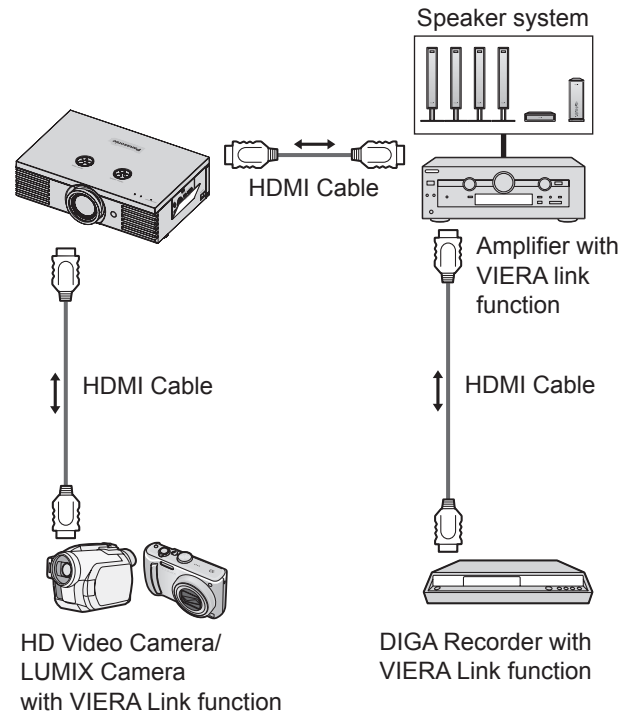 Speaker system
HDMI Cable
Amplifier with
VIERA link
function
HDMI Cable
HDMI Cable
HD Video Camera/
LUMIX Camera
with VIERA Link function
DIGA Recorder with
VIERA Link function
Panasonic